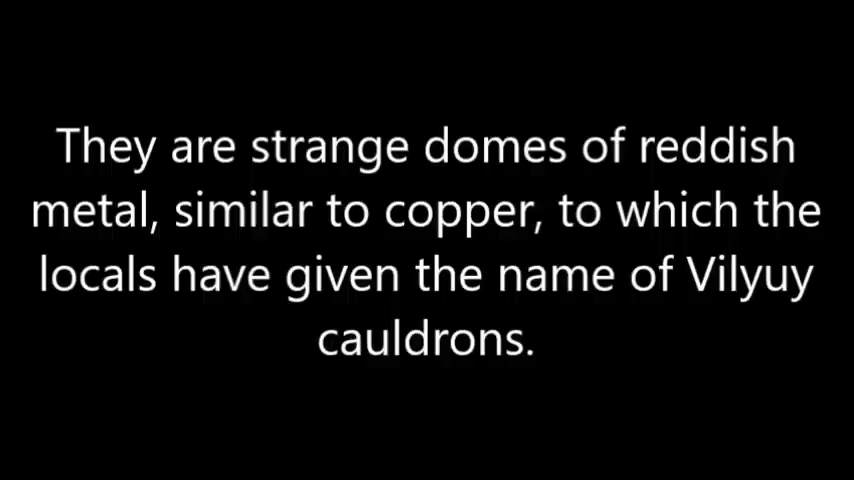 They are strange domes of reddish
metal, similar to copper, to which the
locals have given the name of Vilyuy
cauldrons.